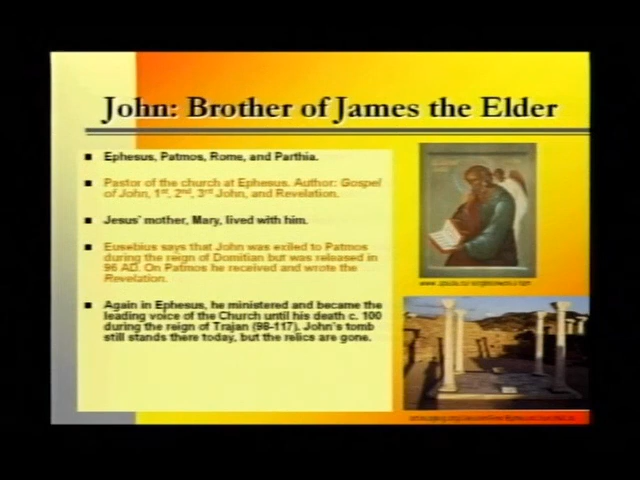 John: Brother of James the Elder
Ephesus, Patmos, Rome, and Parthia.
Pastor of the church at Ephesus. Author: Gospel
of John, 1st, 2nd, 3rd John, and Revelation.
Jesus' mother, Mary, lived with him.
Eusebius says that John was exiled to Patmos
during the reign of Domitian but was released in
96 AD. On Patmos he received and wrote the
Revelation.
Again in Ephesus, he ministered and became the
leading voice of the Church until his death c. 100
during the reign of Trajan (98-117). John's tomb
still stands there today, but the relics are gone.